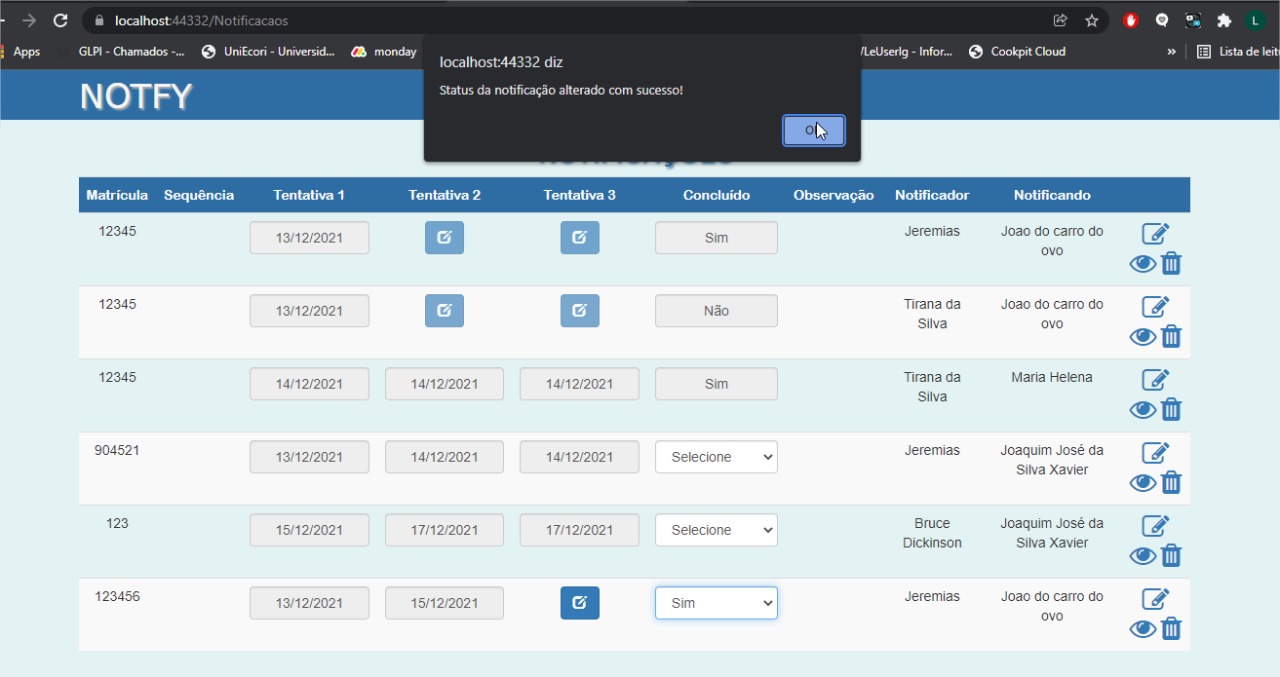 localhost:44332/Notificacaos
L
Apps
GLPI - Chamados -...
UniEcori - Universid...
monday
/LeUserIg - Infor...
Cookpit Cloud
»
Lista de leit
localhost:44332 diz
Status da notificação alterado com sucesso!
NOTFY
Matrícula Sequência Tentativa 1 Tentativa 2 Tentativa 3 Concluído Observação Notificador Notificando
12345 13/12/2021 Sim Jeremias Joao do carro do
ovo
12345 13/12/2021 Não Tirana da Joao do carro do
Silva ovo
12345 14/12/2021 14/12/2021 14/12/2021 Sim Tirana da Maria Helena
Silva
904521 13/12/2021 14/12/2021 14/12/2021 Selecione Jeremias Joaquim José da
Silva Xavier
123 15/12/2021 17/12/2021 17/12/2021 Selecione Bruce Joaquim José da
Dickinson Silva Xavier
123456 13/12/2021 15/12/2021 Sim Jeremias Joao do carro do
ovo